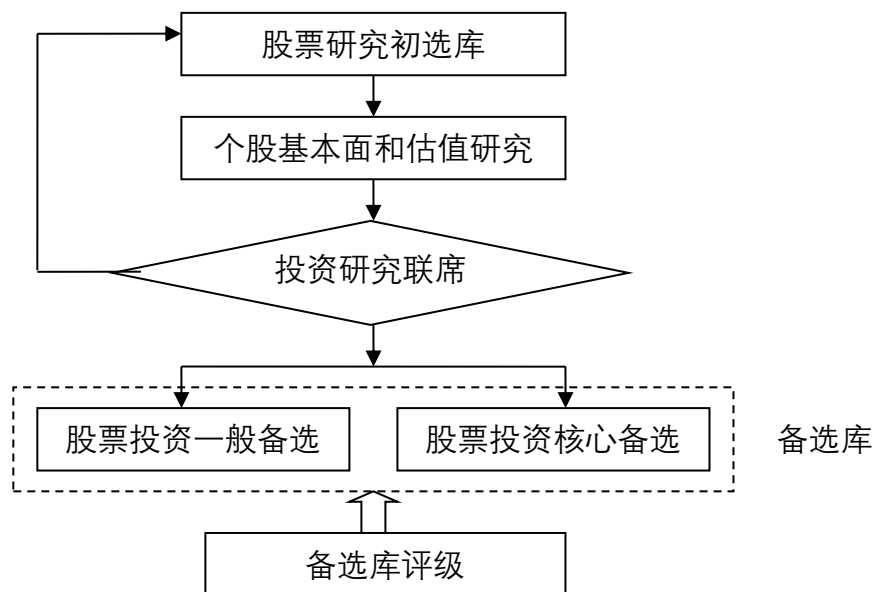 股票研究初选库
个股基本面和估值研究
投资研究联席
股票投资一般备选
股票投资核心备选
备选库
备选库评级